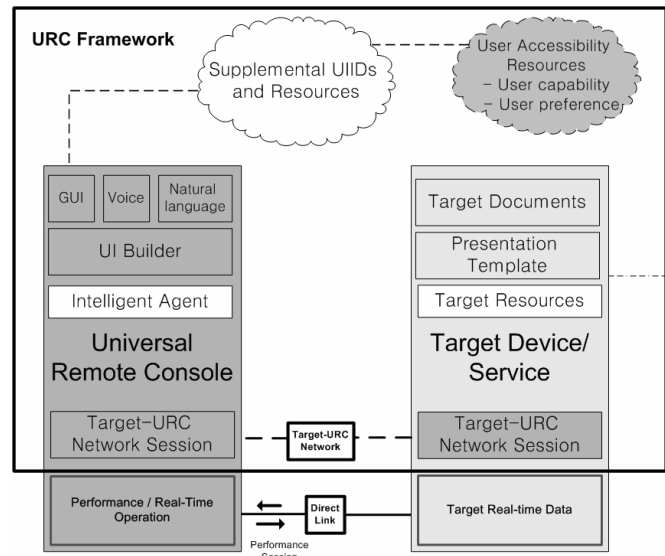 URC Framework
Supplemental UIIDs
and Resources
User Accessibility
Resources
- User capability
- User preference
GUI
Voice
Natural
language
UI Builder
Intelligent Agent
Universal
Remote Console
Target-URC
Network Session
Performance / Real-Time
Operation
Target-URC
Network
Direct
Link
Performance
Session
Target Documents
Presentation
Template
Target Resources
Target Device/
Service
Target-URC
Network Session
Target Real-time Data